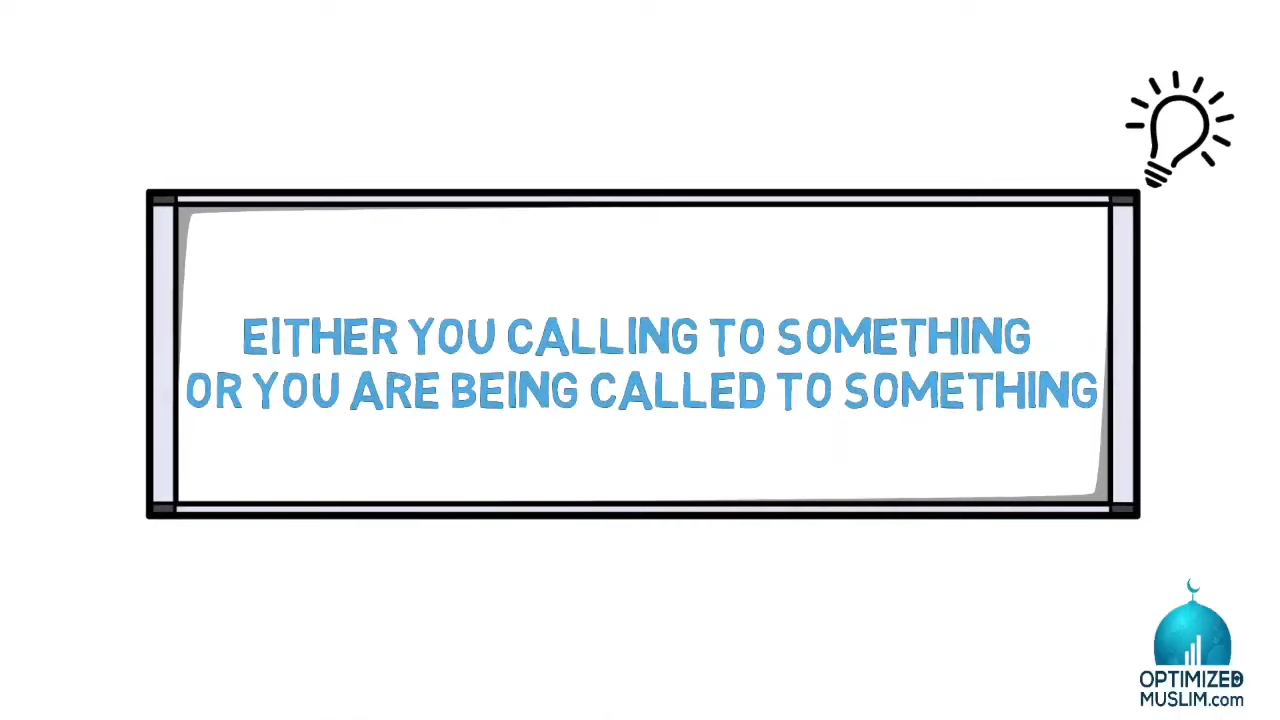 EITHER YOU CALLING TO SOMETHING
OR YOU ARE BEING CALLED TO SOMETHING
OPTIMIZED
MUSLIM.com